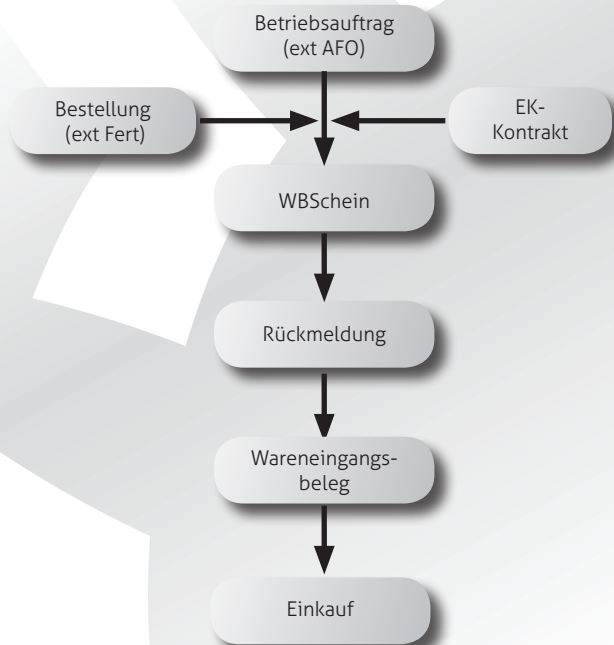 Betriebsauftrag
(ext AFO)
Bestellung
(ext Fert)
EK-
Kontrakt
WBSchein
Rückmeldung
Wareneingangs-
beleg
Einkauf